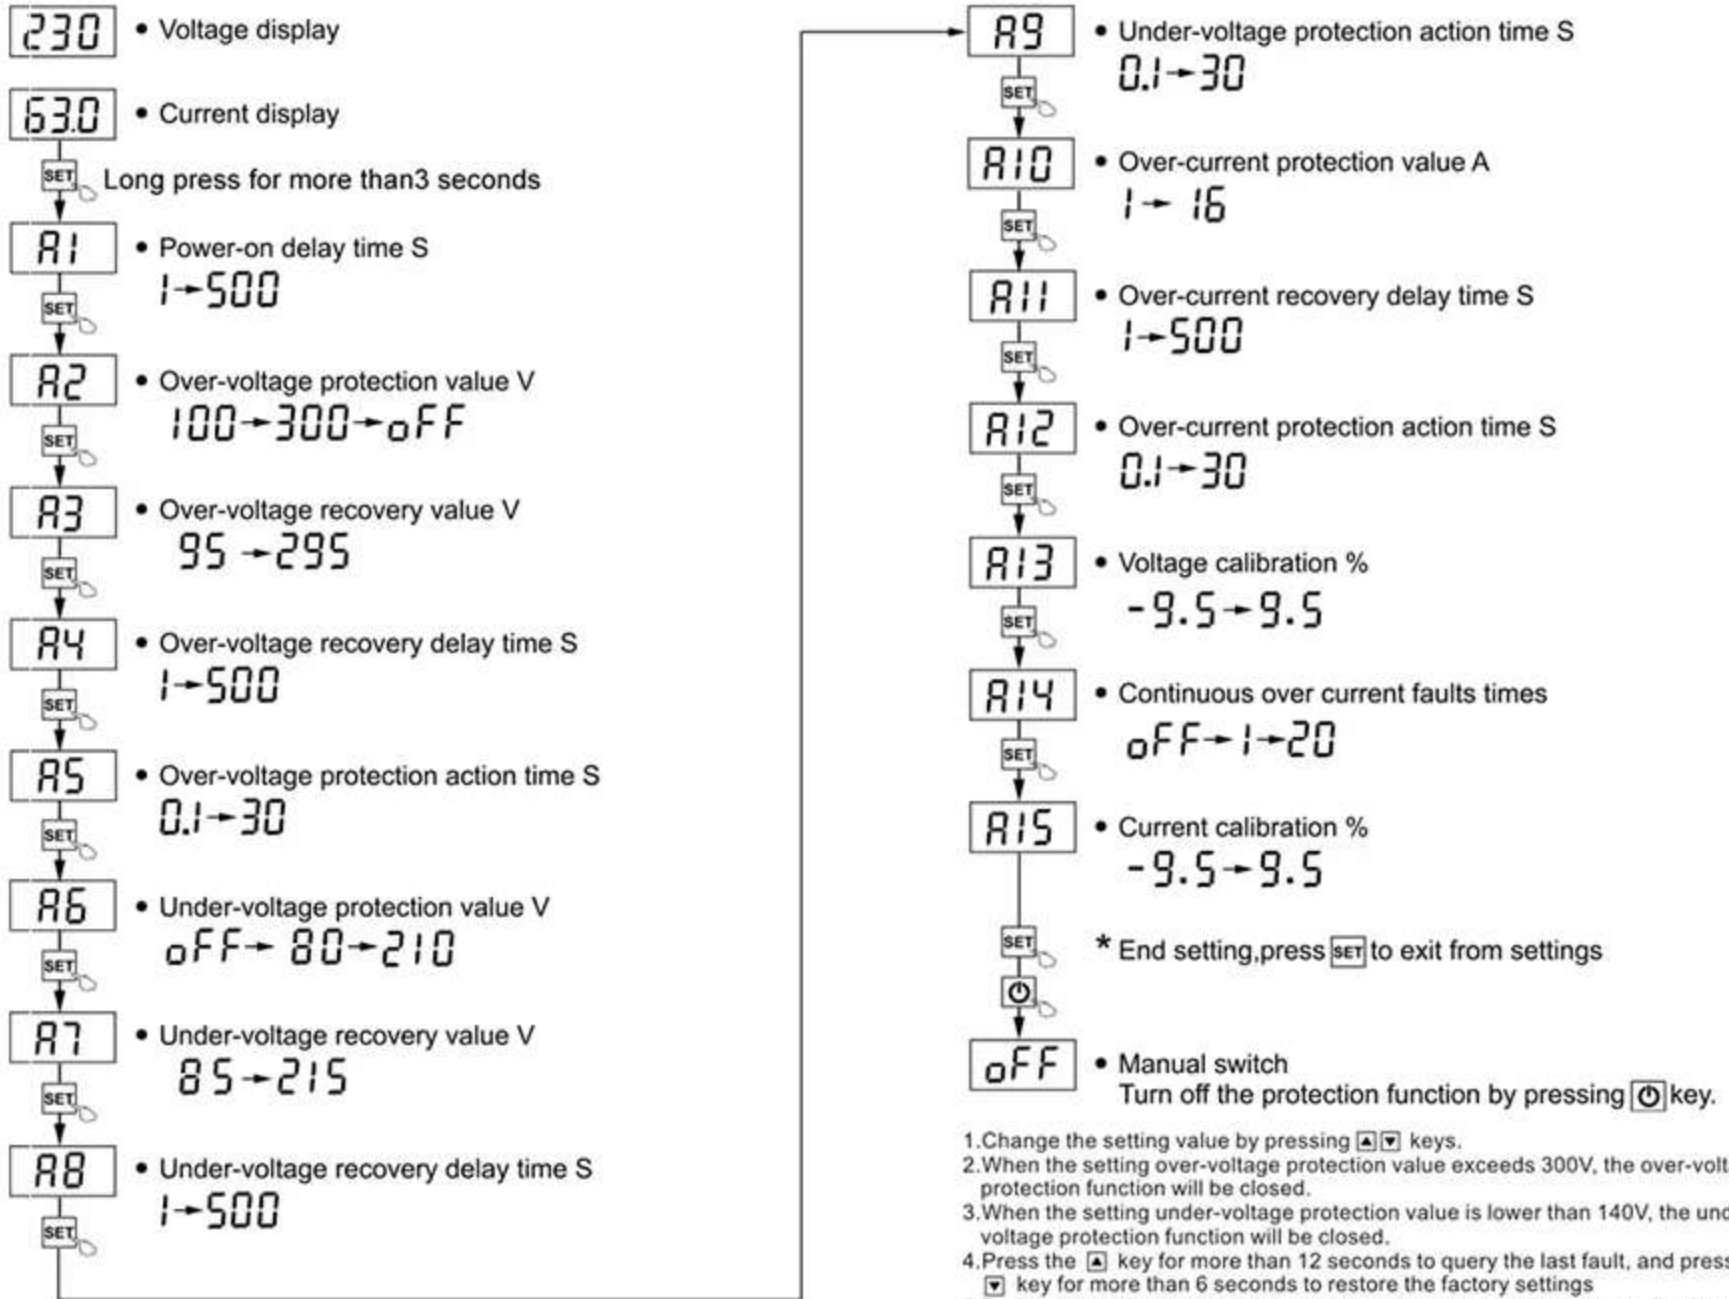 230 • Voltage display
63.0 • Current display
SET Long press for more than3 seconds
A1 • Power-on delay time S
1→500
SET
A2 • Over-voltage protection value V
100→300→oFF
SET
A3 • Over-voltage recovery value V
95→295
SET
A4 • Over-voltage recovery delay time S
1→500
SET
A5 • Over-voltage protection action time S
0.1→30
SET
A6 • Under-voltage protection value V
oFF→80→210
SET
A7 • Under-voltage recovery value V
85→215
SET
A8 • Under-voltage recovery delay time S
1→500
SET
A9 • Under-voltage protection action time S
0.1→30
SET
A10 • Over-current protection value A
1→16
SET
A11 • Over-current recovery delay time S
1→500
SET
A12 • Over-current protection action time S
0.1→30
SET
A13 • Voltage calibration %
-9.5→9.5
SET
A14 • Continuous over current faults times
oFF→1→20
SET
A15 • Current calibration %
-9.5→9.5
SET * End setting,press SET to exit from settings
oFF • Manual switch
Turn off the protection function by pressing key.
1.Change the setting value by pressing ▲▼ keys.
2.When the setting over-voltage protection value exceeds 300V, the over-volt
protection function will be closed.
3.When the setting under-voltage protection value is lower than 140V, the und
voltage protection function will be closed.
4.Press the ▲ key for more than 12 seconds to query the last fault, and press
▼ key for more than 6 seconds to restore the factory settings